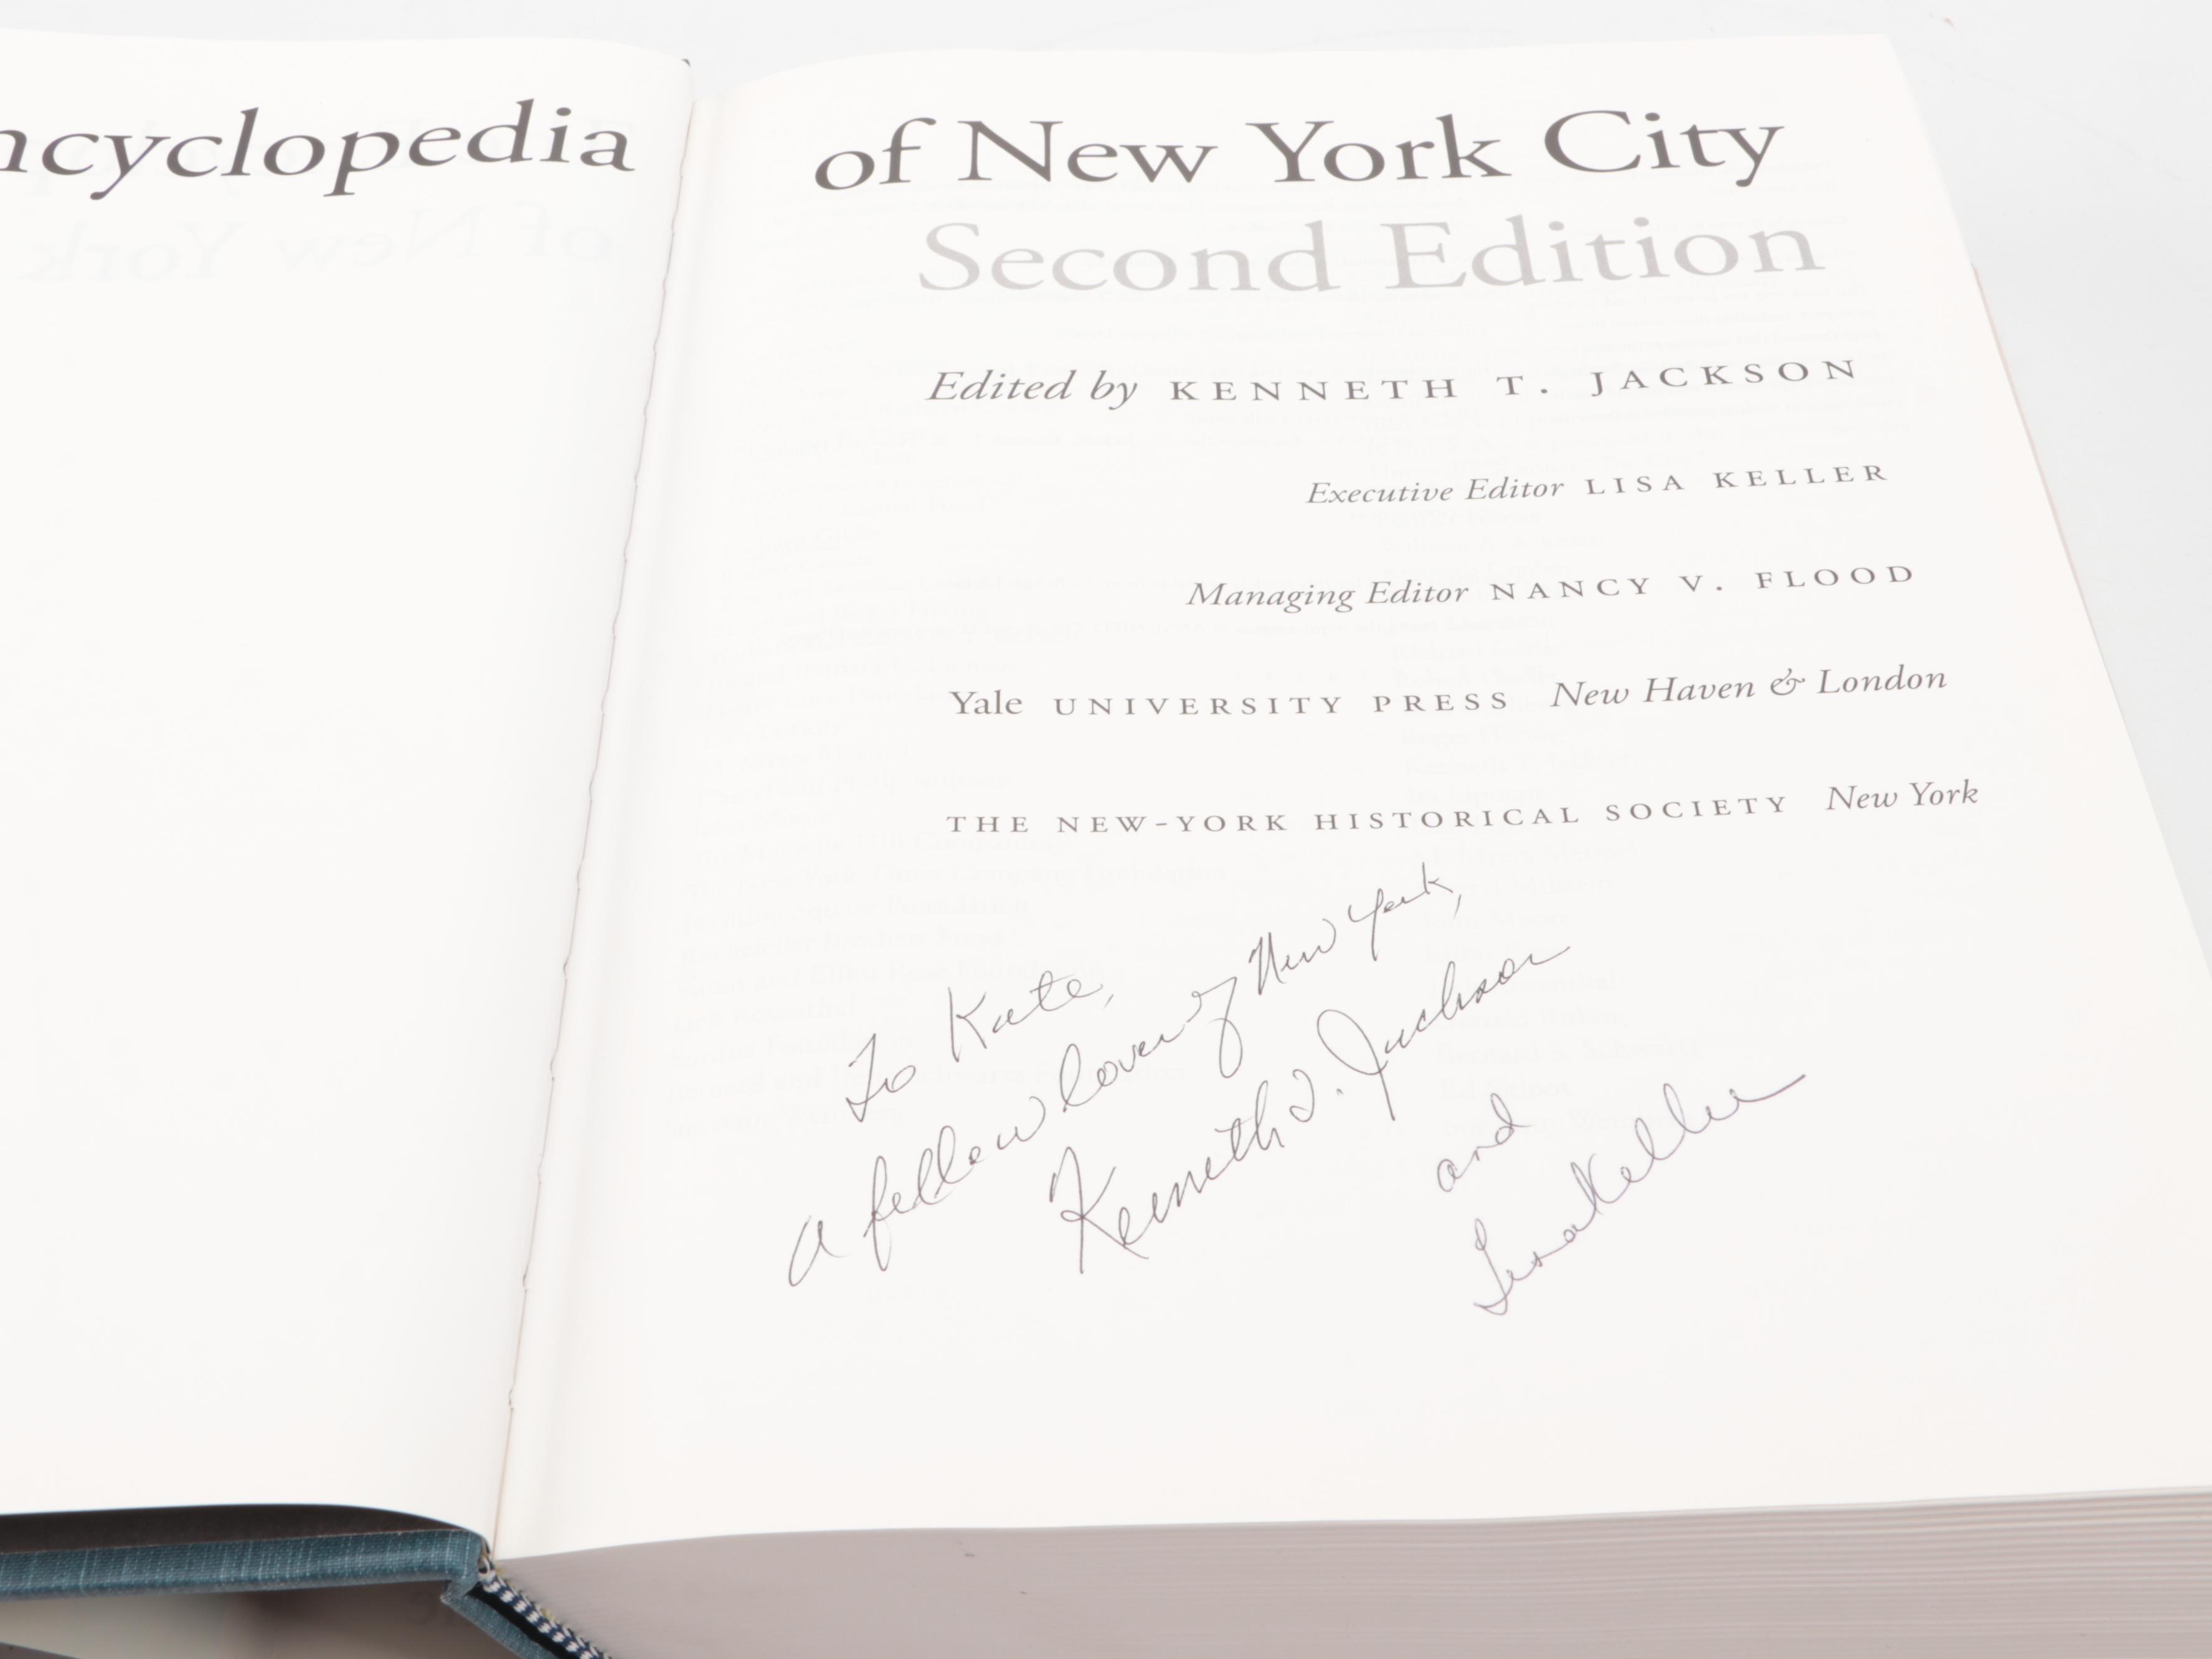 ncyclopedia of New York City
Second Edition
Edited by KENNETH T. JACKSON
Executive Editor LISA KELLER
Managing Editor NANCY V. FLOOD
Yale UNIVERSITY PRESS New Haven & London
THE NEW-YORK HISTORICAL SOCIETY New York
To Kate,
a fellow lover of New York,
Kenneth T. Jackson
and
Lisa Keller